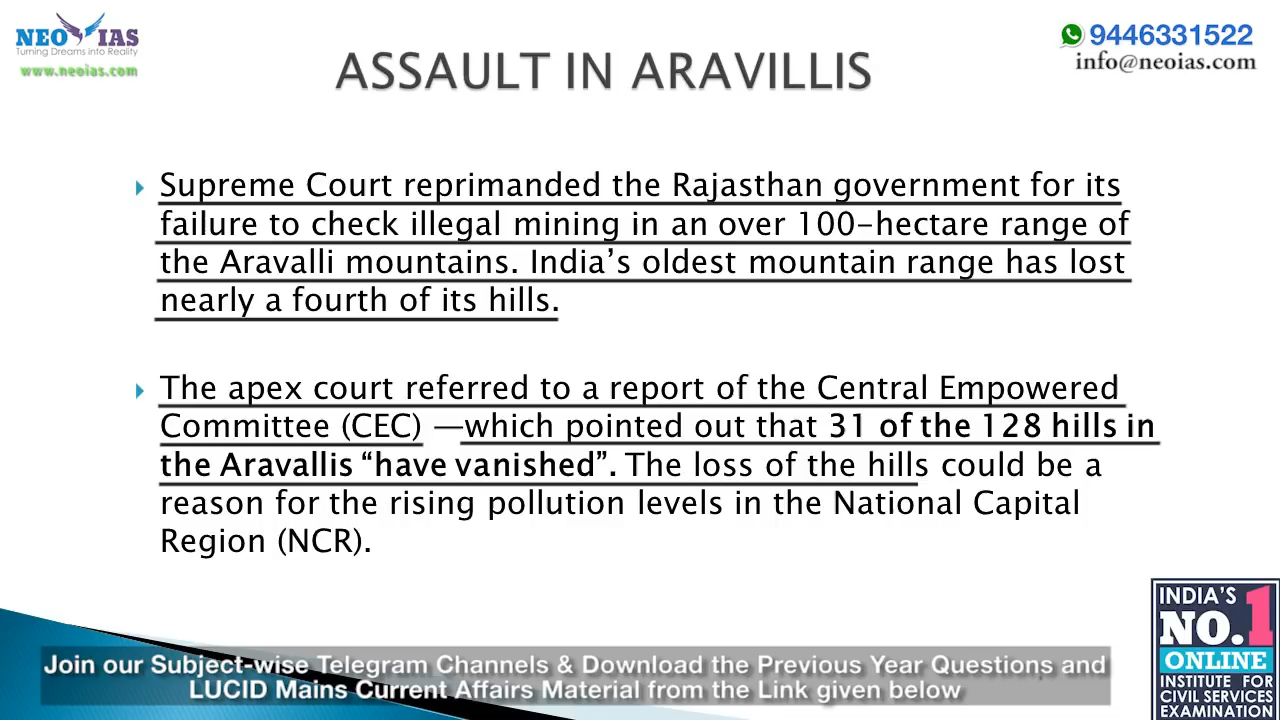 NEO IAS
Turning Dreams into Reality
www.neoias.com
ASSAULT IN ARAVILLIS
9446331522
info@neoias.com
Supreme Court reprimanded the Rajasthan government for its
failure to check illegal mining in an over 100-hectare range of
the Aravalli mountains. India’s oldest mountain range has lost
nearly a fourth of its hills.
The apex court referred to a report of the Central Empowered
Committee (CEC) —which pointed out that 31 of the 128 hills in
the Aravallis “have vanished”. The loss of the hills could be a
reason for the rising pollution levels in the National Capital
Region (NCR).
Join our Subject-wise Telegram Channels & Download the Previous Year Questions and
LUCID Mains Current Affairs Material from the Link given below
INDIA’S
NO.1
ONLINE
INSTITUTE FOR
CIVIL SERVICES
EXAMINATION